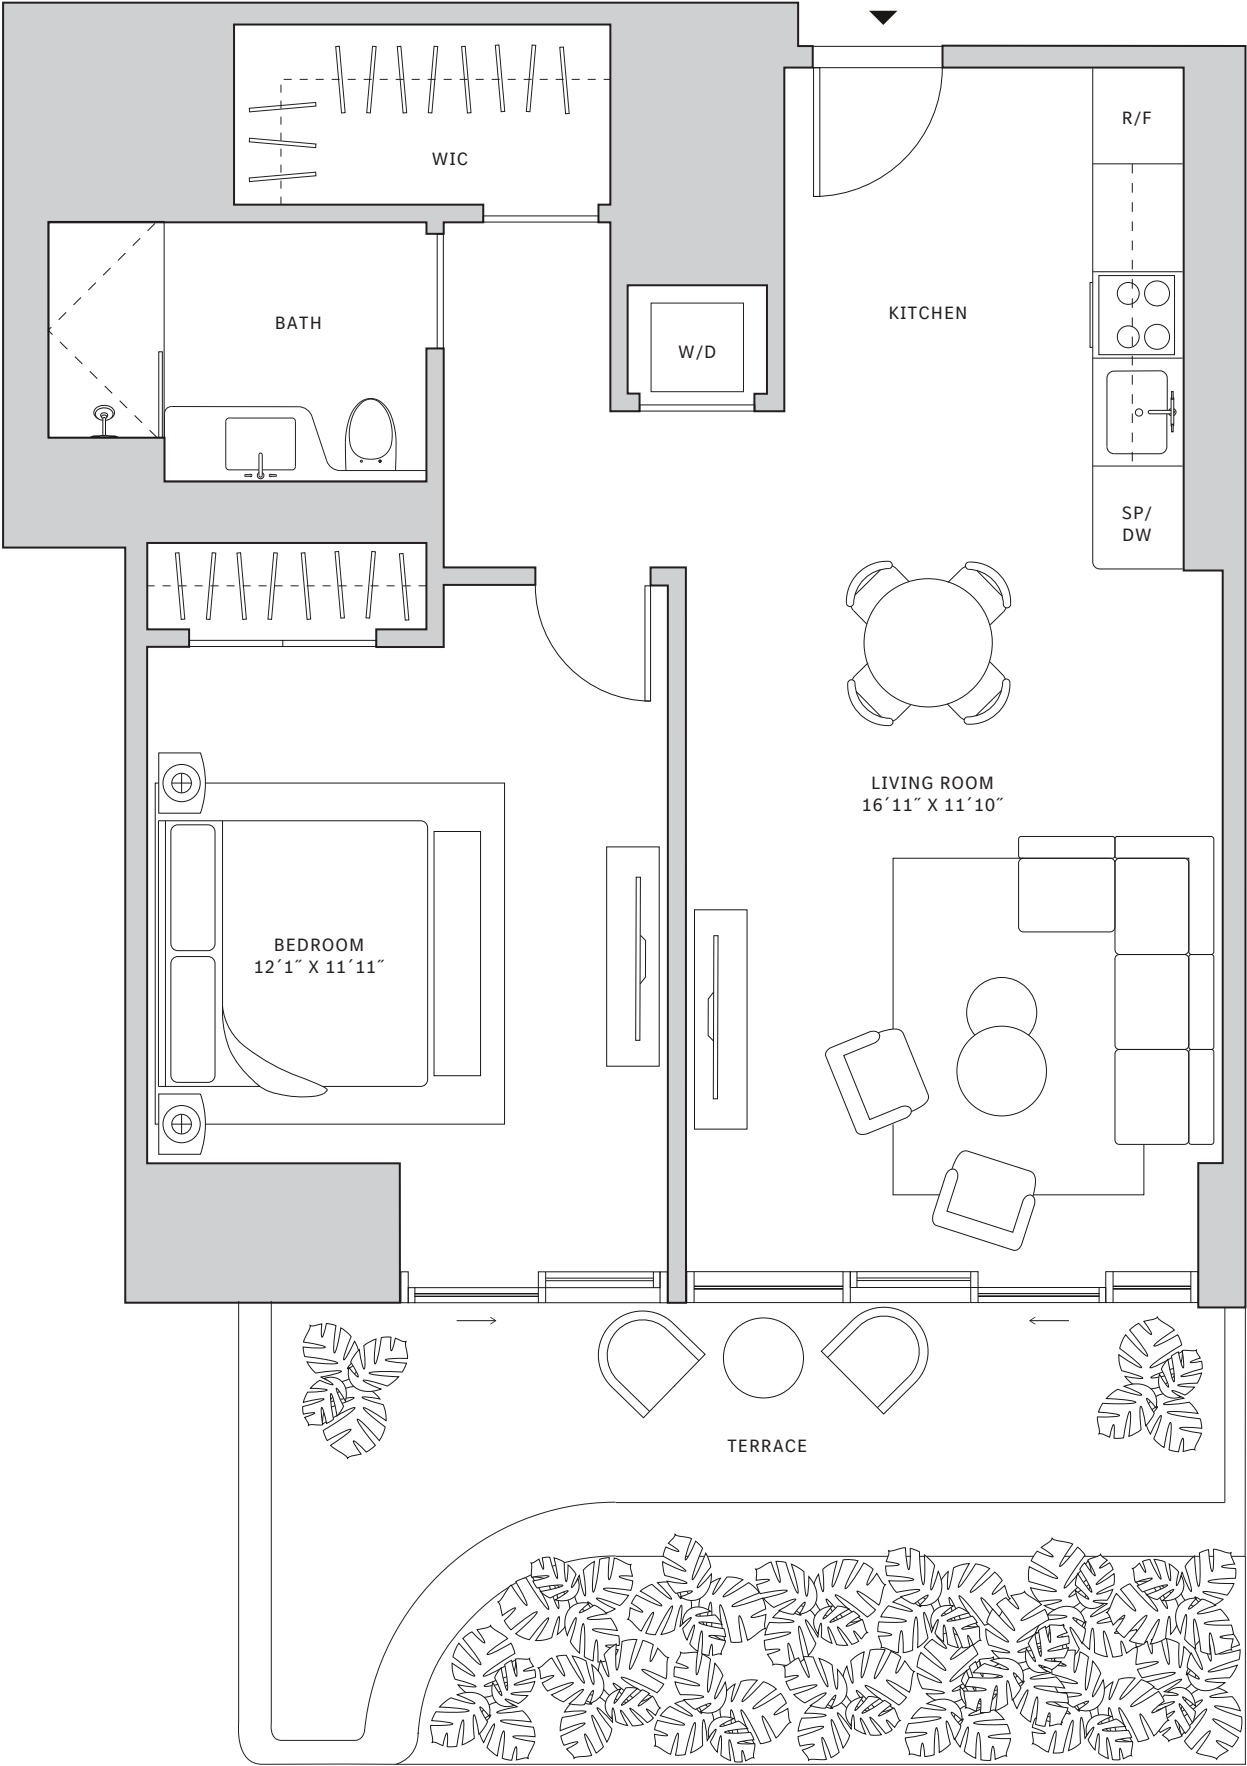 R/F
WIC
KITCHEN
BATH
W/D
SP/
DW
LIVING ROOM
16´11˝ X 11´10˝
BEDROOM
12´1˝ X 11´11˝
TERRACE